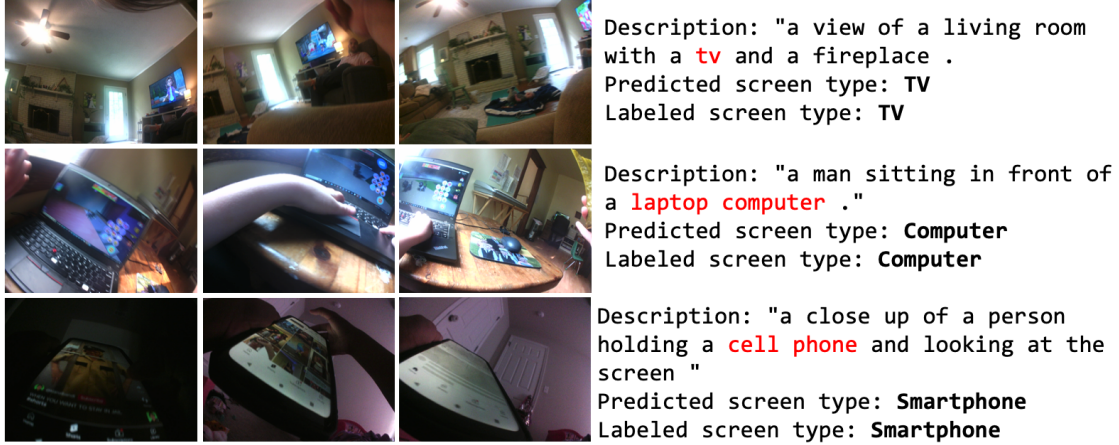 Description: "a view of a living room
with a tv and a fireplace .
Predicted screen type: TV
Labeled screen type: TV
Description: "a man sitting in front of
a laptop computer ."
Predicted screen type: Computer
Labeled screen type: Computer
Description: "a close up of a person
holding a cell phone and looking at the
screen "
Predicted screen type: Smartphone
Labeled screen type: Smartphone